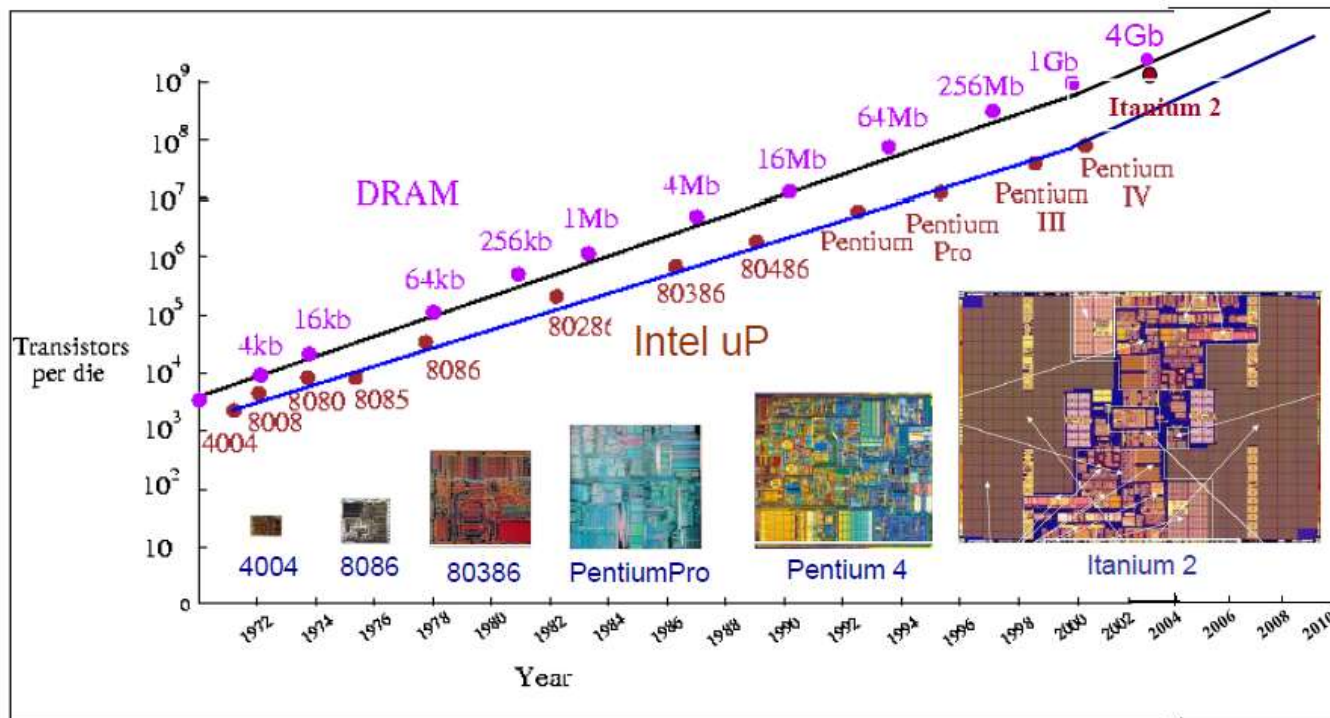 4Gb
1Gb
10⁹
256Mb
Itanium 2
64Mb
10⁸
16Mb
Pentium
IV
Pentium
III
DRAM
4Mb
10⁷
Pentium
Pentium
Pro
1Mb
256kb
10⁶
80486
64kb
80386
10⁵
16kb
80286
Intel uP
4kb
Transistors
per die
10⁴
8086
8080
8085
8008
4004
10³
10²
10
4004
8086
80386
PentiumPro
Pentium 4
Itanium 2
0
1972
1974
1976
1978
1980
1982
1984
1986
1988
1990
1992
1994
1996
1998
2000
2002
2004
2006
2008
2010
Year